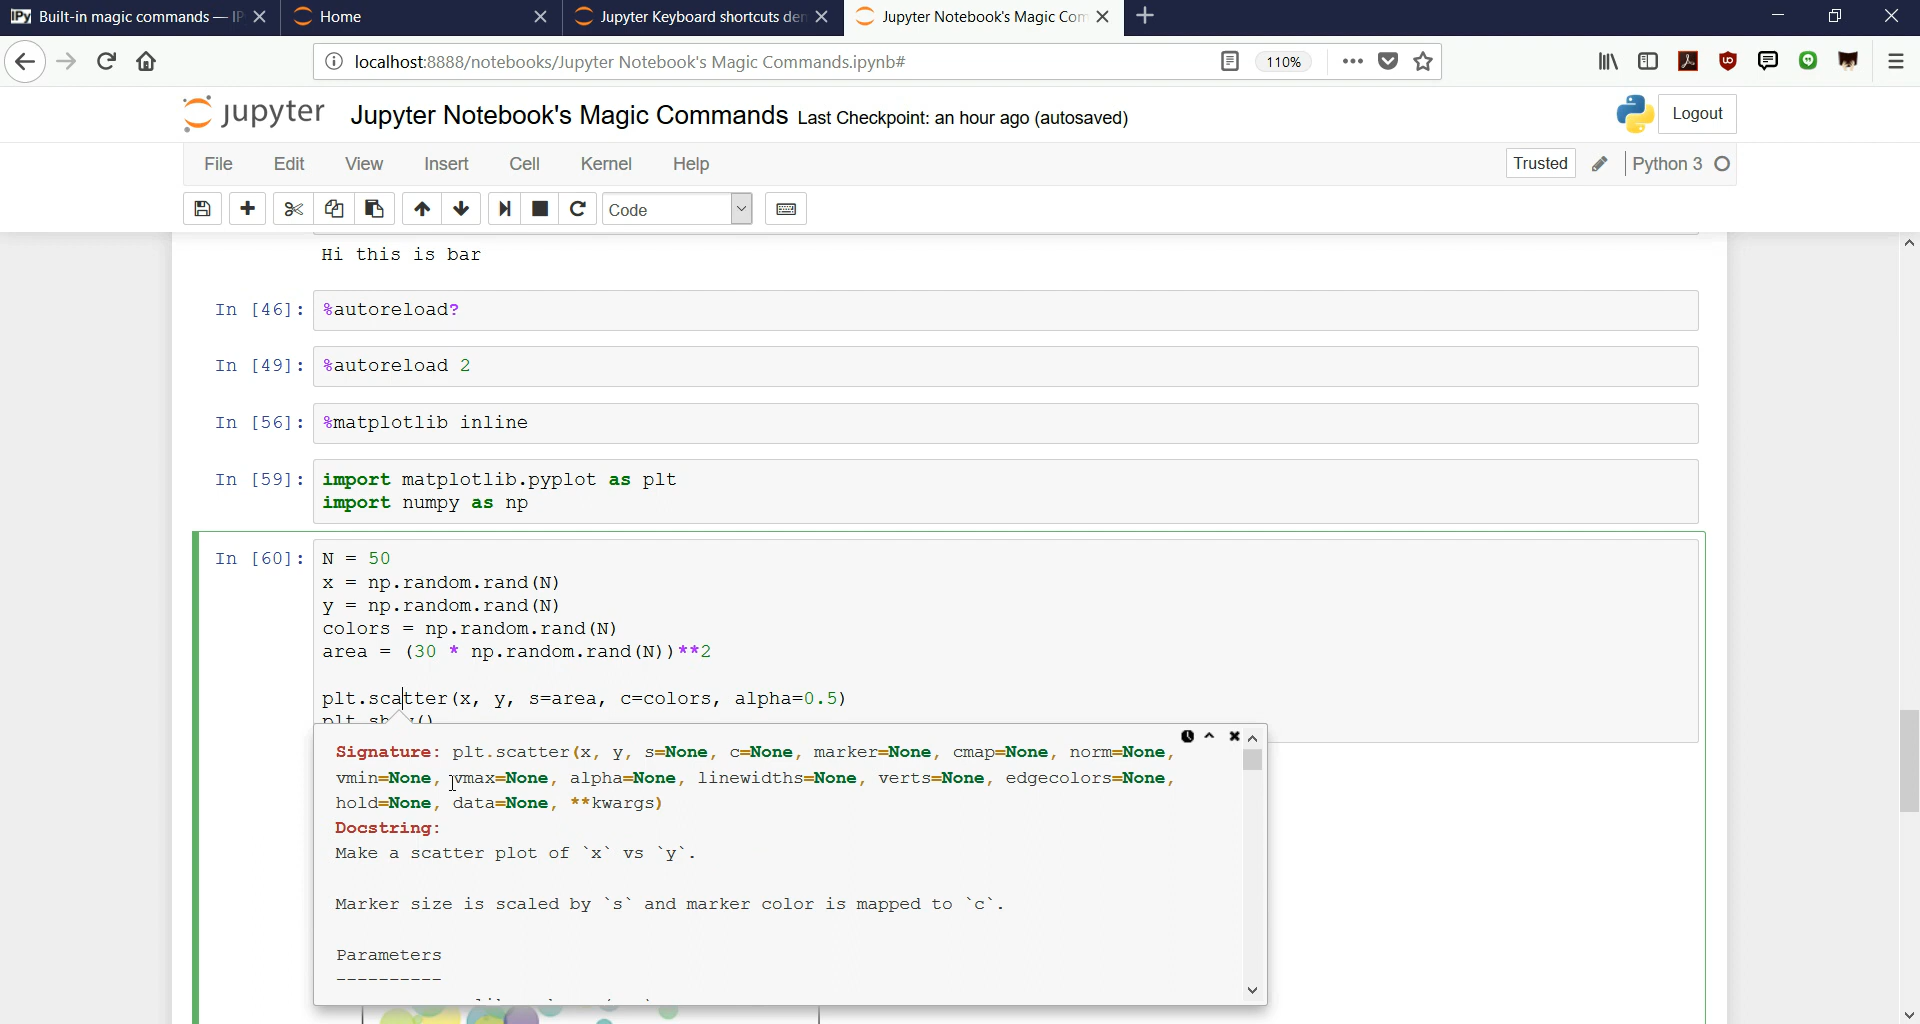 IPy Built-in magic commands — IP
Home
Jupyter Keyboard shortcuts den
Jupyter Notebook's Magic Com
localhost:8888/notebooks/Jupyter Notebook's Magic Commands.ipynb#
110%
jupyter Jupyter Notebook's Magic Commands Last Checkpoint: an hour ago (autosaved)
Logout
File Edit View Insert Cell Kernel Help
Trusted
Python 3
Code
Hi this is bar
In [46]: %autoreload?
In [49]: %autoreload 2
In [56]: %matplotlib inline
In [59]: import matplotlib.pyplot as plt
import numpy as np
In [60]: N = 50
x = np.random.rand(N)
y = np.random.rand(N)
colors = np.random.rand(N)
area = (30 * np.random.rand(N))**2
plt.scatter(x, y, s=area, c=colors, alpha=0.5)
Signature: plt.scatter(x, y, s=None, c=None, marker=None, cmap=None, norm=None,
vmin=None, vmax=None, alpha=None, linewidths=None, verts=None, edgecolors=None,
hold=None, data=None, **kwargs)
Docstring:
Make a scatter plot of `x` vs `y`.
Marker size is scaled by `s` and marker color is mapped to `c`.
Parameters
----------